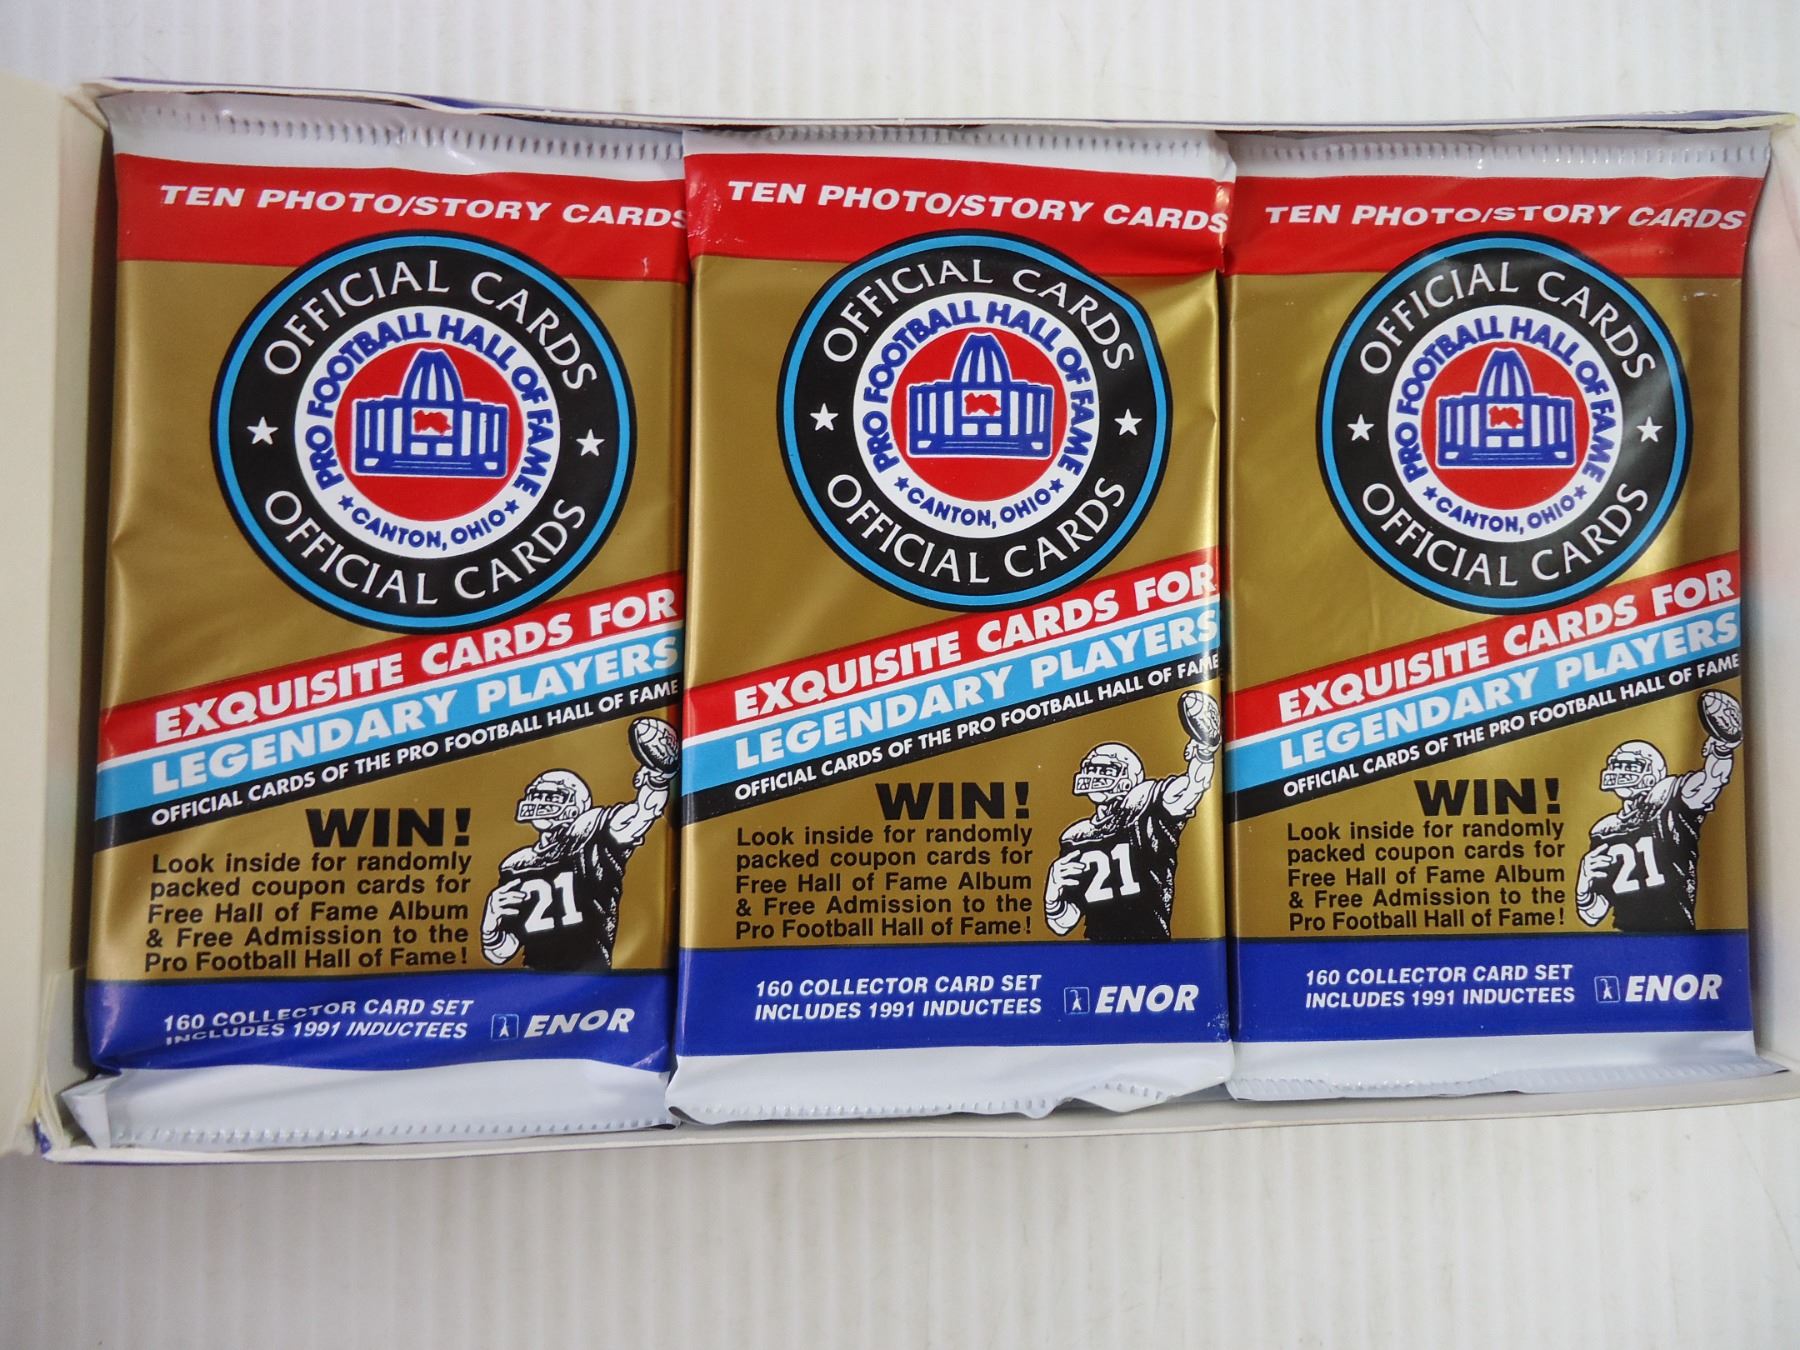 TEN PHOTO/STORY CARDS
OFFICIAL CARDS
PRO FOOTBALL HALL OF FAME
★CANTON, OHIO★
OFFICIAL CARDS
EXQUISITE CARDS FOR
LEGENDARY PLAYERS
OFFICIAL CARDS OF THE PRO FOOTBALL HALL OF FAME
WIN!
Look inside for randomly
packed coupon cards for
Free Hall of Fame Album
& Free Admission to the
Pro Football Hall of Fame!
21
160 COLLECTOR CARD SET
INCLUDES 1991 INDUCTEES
ENOR
TEN PHOTO/STORY CARDS
OFFICIAL CARDS
PRO FOOTBALL HALL OF FAME
★CANTON, OHIO★
OFFICIAL CARDS
EXQUISITE CARDS FOR
LEGENDARY PLAYERS
OFFICIAL CARDS OF THE PRO FOOTBALL HALL OF FAME
WIN!
Look inside for randomly
packed coupon cards for
Free Hall of Fame Album
& Free Admission to the
Pro Football Hall of Fame!
21
160 COLLECTOR CARD SET
INCLUDES 1991 INDUCTEES
ENOR
TEN PHOTO/STORY CARDS
OFFICIAL CARDS
PRO FOOTBALL HALL OF FAME
★CANTON, OHIO★
OFFICIAL CARDS
EXQUISITE CARDS FOR
LEGENDARY PLAYERS
OFFICIAL CARDS OF THE PRO FOOTBALL HALL OF FAME
WIN!
Look inside for randomly
packed coupon cards for
Free Hall of Fame Album
& Free Admission to the
Pro Football Hall of Fame!
21
160 COLLECTOR CARD SET
INCLUDES 1991 INDUCTEES
ENOR